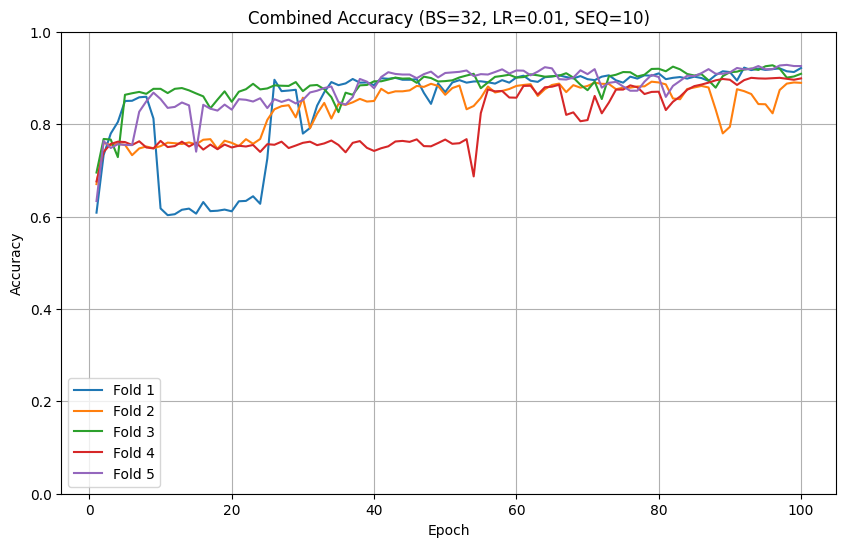 Combined Accuracy (BS=32, LR=0.01, SEQ=10)
Accuracy
1.0
0.8
0.6
0.4
0.2
0.0
Fold 1
Fold 2
Fold 3
Fold 4
Fold 5
0 20 40 60 80 100
Epoch